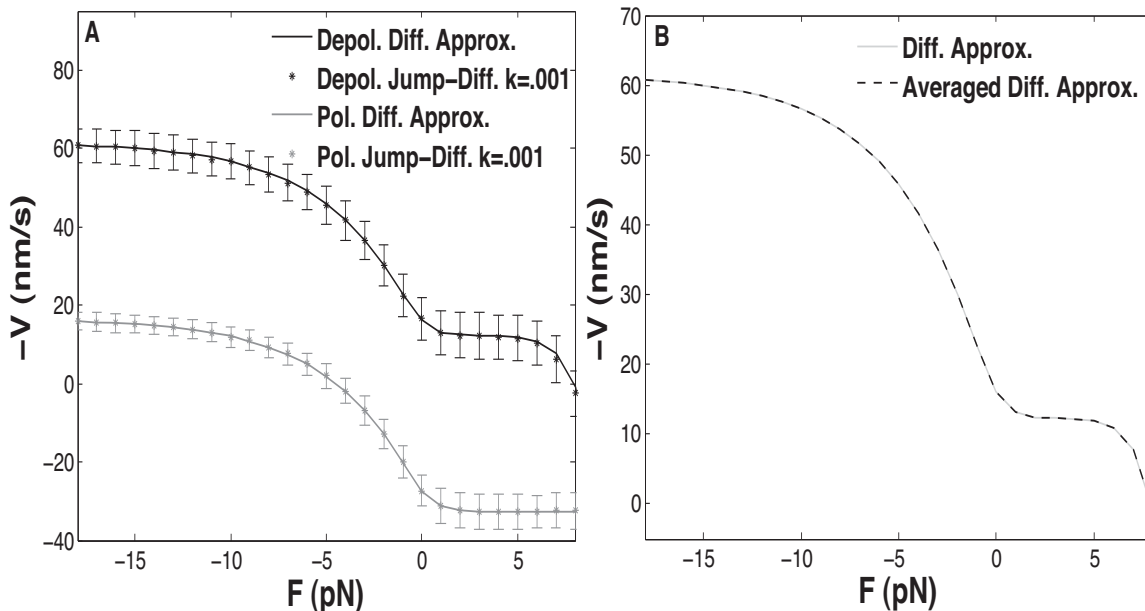 A
Depol. Diff. Approx.
Depol. Jump-Diff. k=.001
Pol. Diff. Approx.
Pol. Jump-Diff. k=.001
80
60
40
20
0
−20
−40
−V (nm/s)
−15
−10
−5
0
5
F (pN)
B
Diff. Approx.
Averaged Diff. Approx.
70
60
50
40
30
20
10
0
−V (nm/s)
−15
−10
−5
0
5
F (pN)